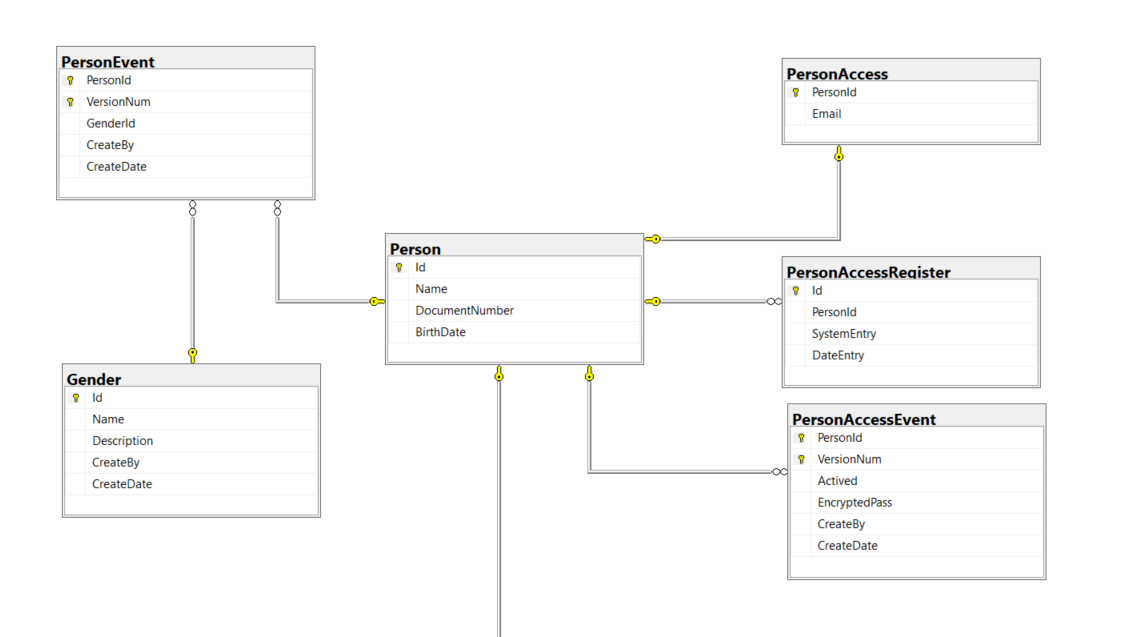 PersonEvent
PersonId
VersionNum
GenderId
CreateBy
CreateDate
PersonAccess
PersonId
Email
Person
Id
Name
DocumentNumber
BirthDate
PersonAccessRegister
Id
PersonId
SystemEntry
DateEntry
Gender
Id
Name
Description
CreateBy
CreateDate
PersonAccessEvent
PersonId
VersionNum
Actived
EncryptedPass
CreateBy
CreateDate